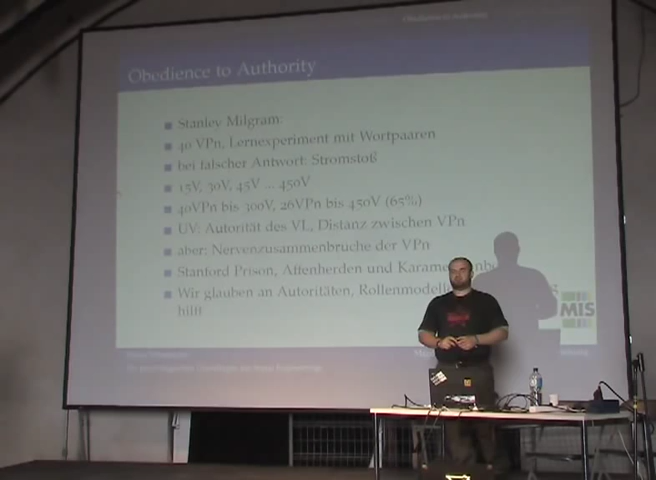 Obedience to Authority
Stanley Milgram:
40 VPn, Lernexperiment mit Wortpaaren
bei falscher Antwort: Stromstoß
15V, 30V, 45V ... 450V
40VPn bis 300V, 26VPn bis 450V (65%)
UV: Autorität des VL, Distanz zwischen VPn
aber: Nervenzusammenbrüche der VPn
Stanford Prison, Affenherden und
Wir glauben an Autoritäten,
hilft
MIS